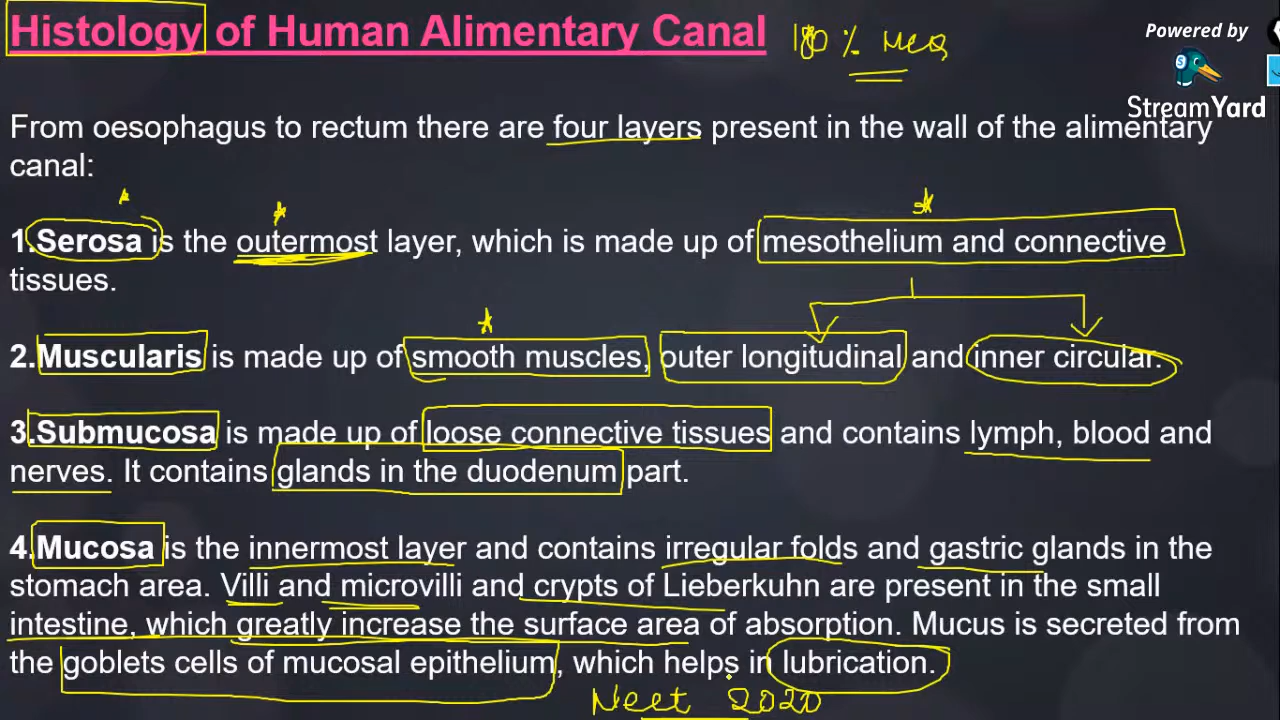 Histology of Human Alimentary Canal
100 % MCQ
Powered by
StreamYard
From oesophagus to rectum there are four layers present in the wall of the alimentary
canal:
1.Serosa is the outermost layer, which is made up of mesothelium and connective
tissues.
2.Muscularis is made up of smooth muscles, outer longitudinal and inner circular.
3.Submucosa is made up of loose connective tissues and contains lymph, blood and
nerves. It contains glands in the duodenum part.
4.Mucosa is the innermost layer and contains irregular folds and gastric glands in the
stomach area. Villi and microvilli and crypts of Lieberkuhn are present in the small
intestine, which greatly increase the surface area of absorption. Mucus is secreted from
the goblets cells of mucosal epithelium, which helps in lubrication.
Neet 2020